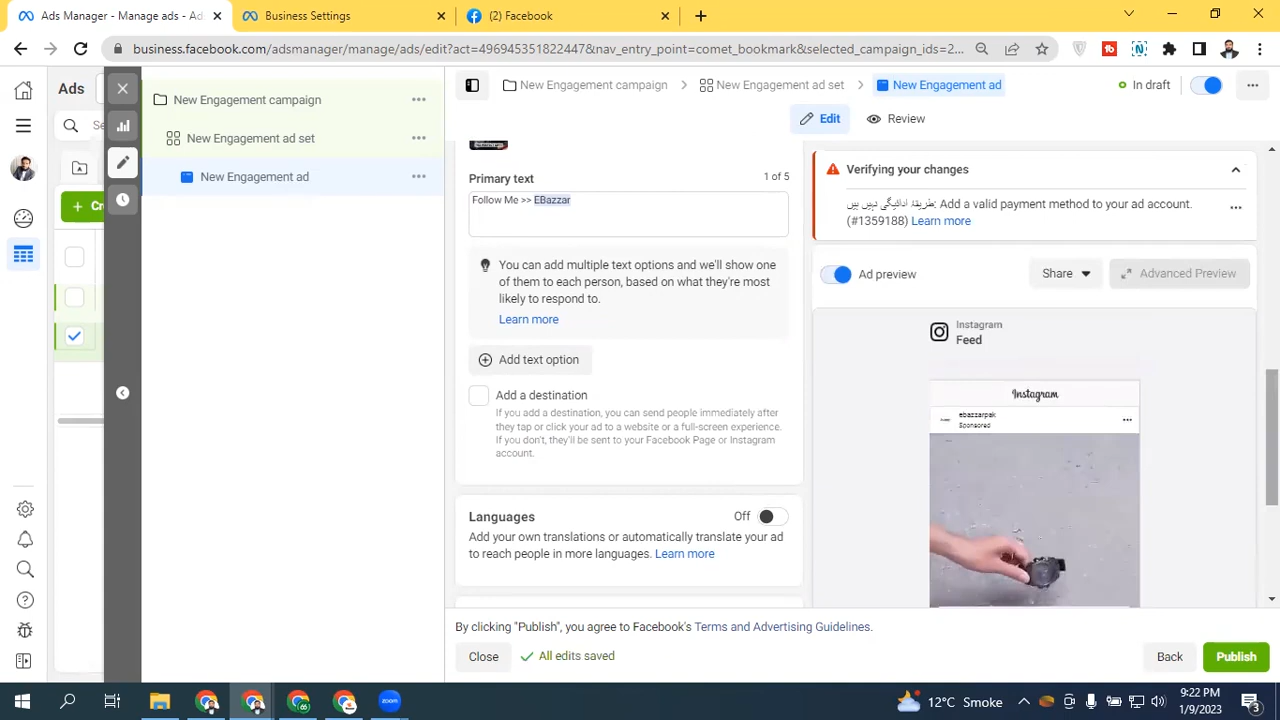 Ads Manager - Manage ads - Ads
Business Settings
(2) Facebook
business.facebook.com/adsmanager/manage/ads/edit?act=496945351822447&nav_entry_point=comet_bookmark&selected_campaign_ids=2...
Ads
New Engagement campaign
New Engagement ad set
New Engagement ad
New Engagement campaign
New Engagement ad set
New Engagement ad
In draft
Edit
Review
Primary text
1 of 5
Follow Me >> EBazzar
You can add multiple text options and we'll show one
of them to each person, based on what they're most
likely to respond to.
Learn more
Add text option
Add a destination
If you add a destination, you can send people immediately after
they tap or click your ad to a website or a full-screen experience.
If you don't, they'll be sent to your Facebook Page or Instagram
account.
Languages
Off
Add your own translations or automatically translate your ad
to reach people in more languages. Learn more
Verifying your changes
طریقۂ ادائیگی نہیں ہیں: Add a valid payment method to your ad account.
(#1359188) Learn more
Ad preview
Share
Advanced Preview
Instagram
Feed
Instagram
ebazzarpak
Sponsored
By clicking "Publish", you agree to Facebook's Terms and Advertising Guidelines.
Close
All edits saved
Back
Publish
zoom
12°C Smoke
9:22 PM
1/9/2023
3